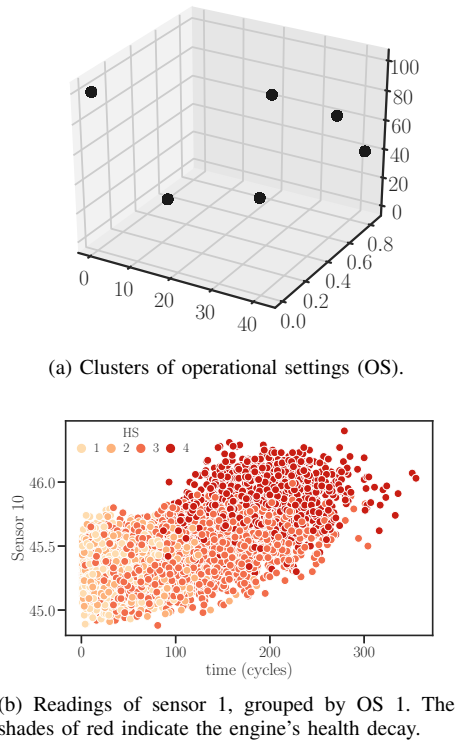 100
80
60
40
20
0
0.8
0.6
0.4
0.2
0.0
0
10
20
30
40
(a) Clusters of operational settings (OS).
HS
1 2 3 4
46.0
45.5
45.0
Sensor 10
0 100 200 300
time (cycles)
(b) Readings of sensor 1, grouped by OS 1. The
shades of red indicate the engine's health decay.